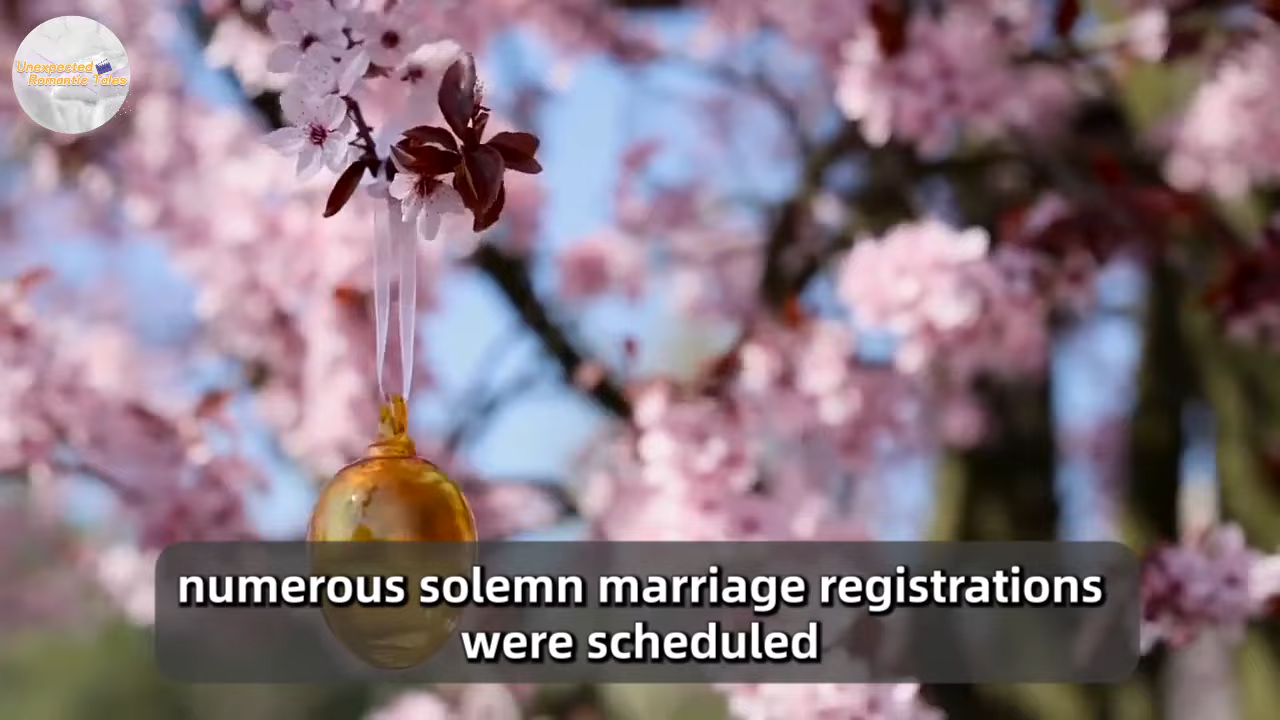 Unexpected
Romantic Tales
numerous solemn marriage registrations
were scheduled